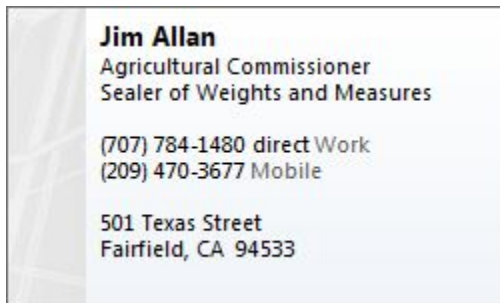 Jim Allan
Agricultural Commissioner
Sealer of Weights and Measures
(707) 784-1480 direct Work
(209) 470-3677 Mobile
501 Texas Street
Fairfield, CA 94533